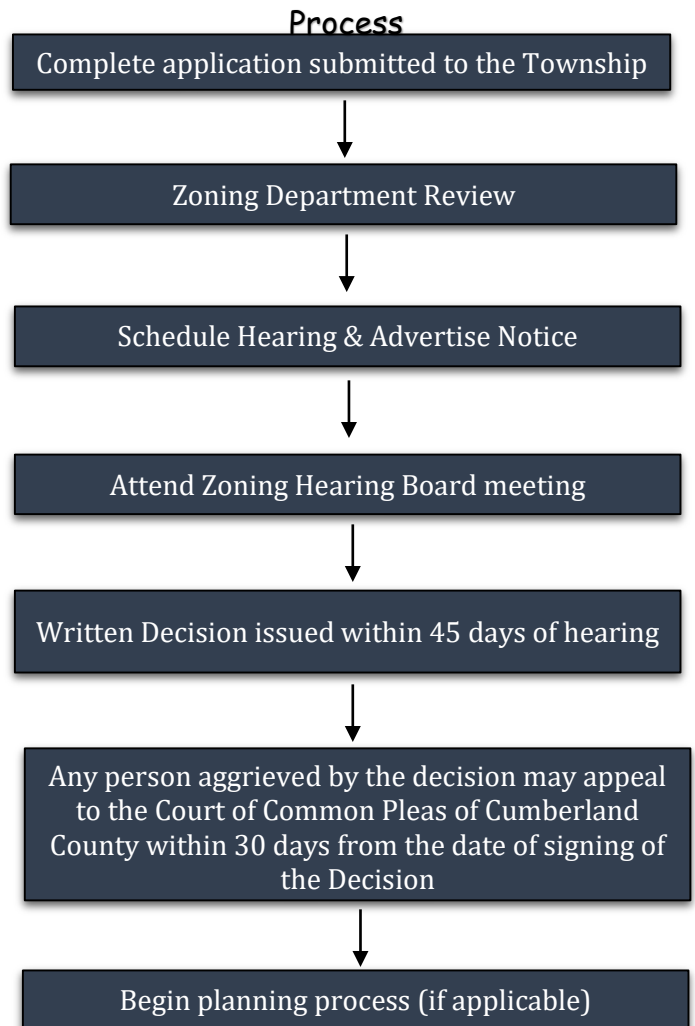 Process
Complete application submitted to the Township
Zoning Department Review
Schedule Hearing & Advertise Notice
Attend Zoning Hearing Board meeting
Written Decision issued within 45 days of hearing
Any person aggrieved by the decision may appeal
to the Court of Common Pleas of Cumberland
County within 30 days from the date of signing of
the Decision
Begin planning process (if applicable)